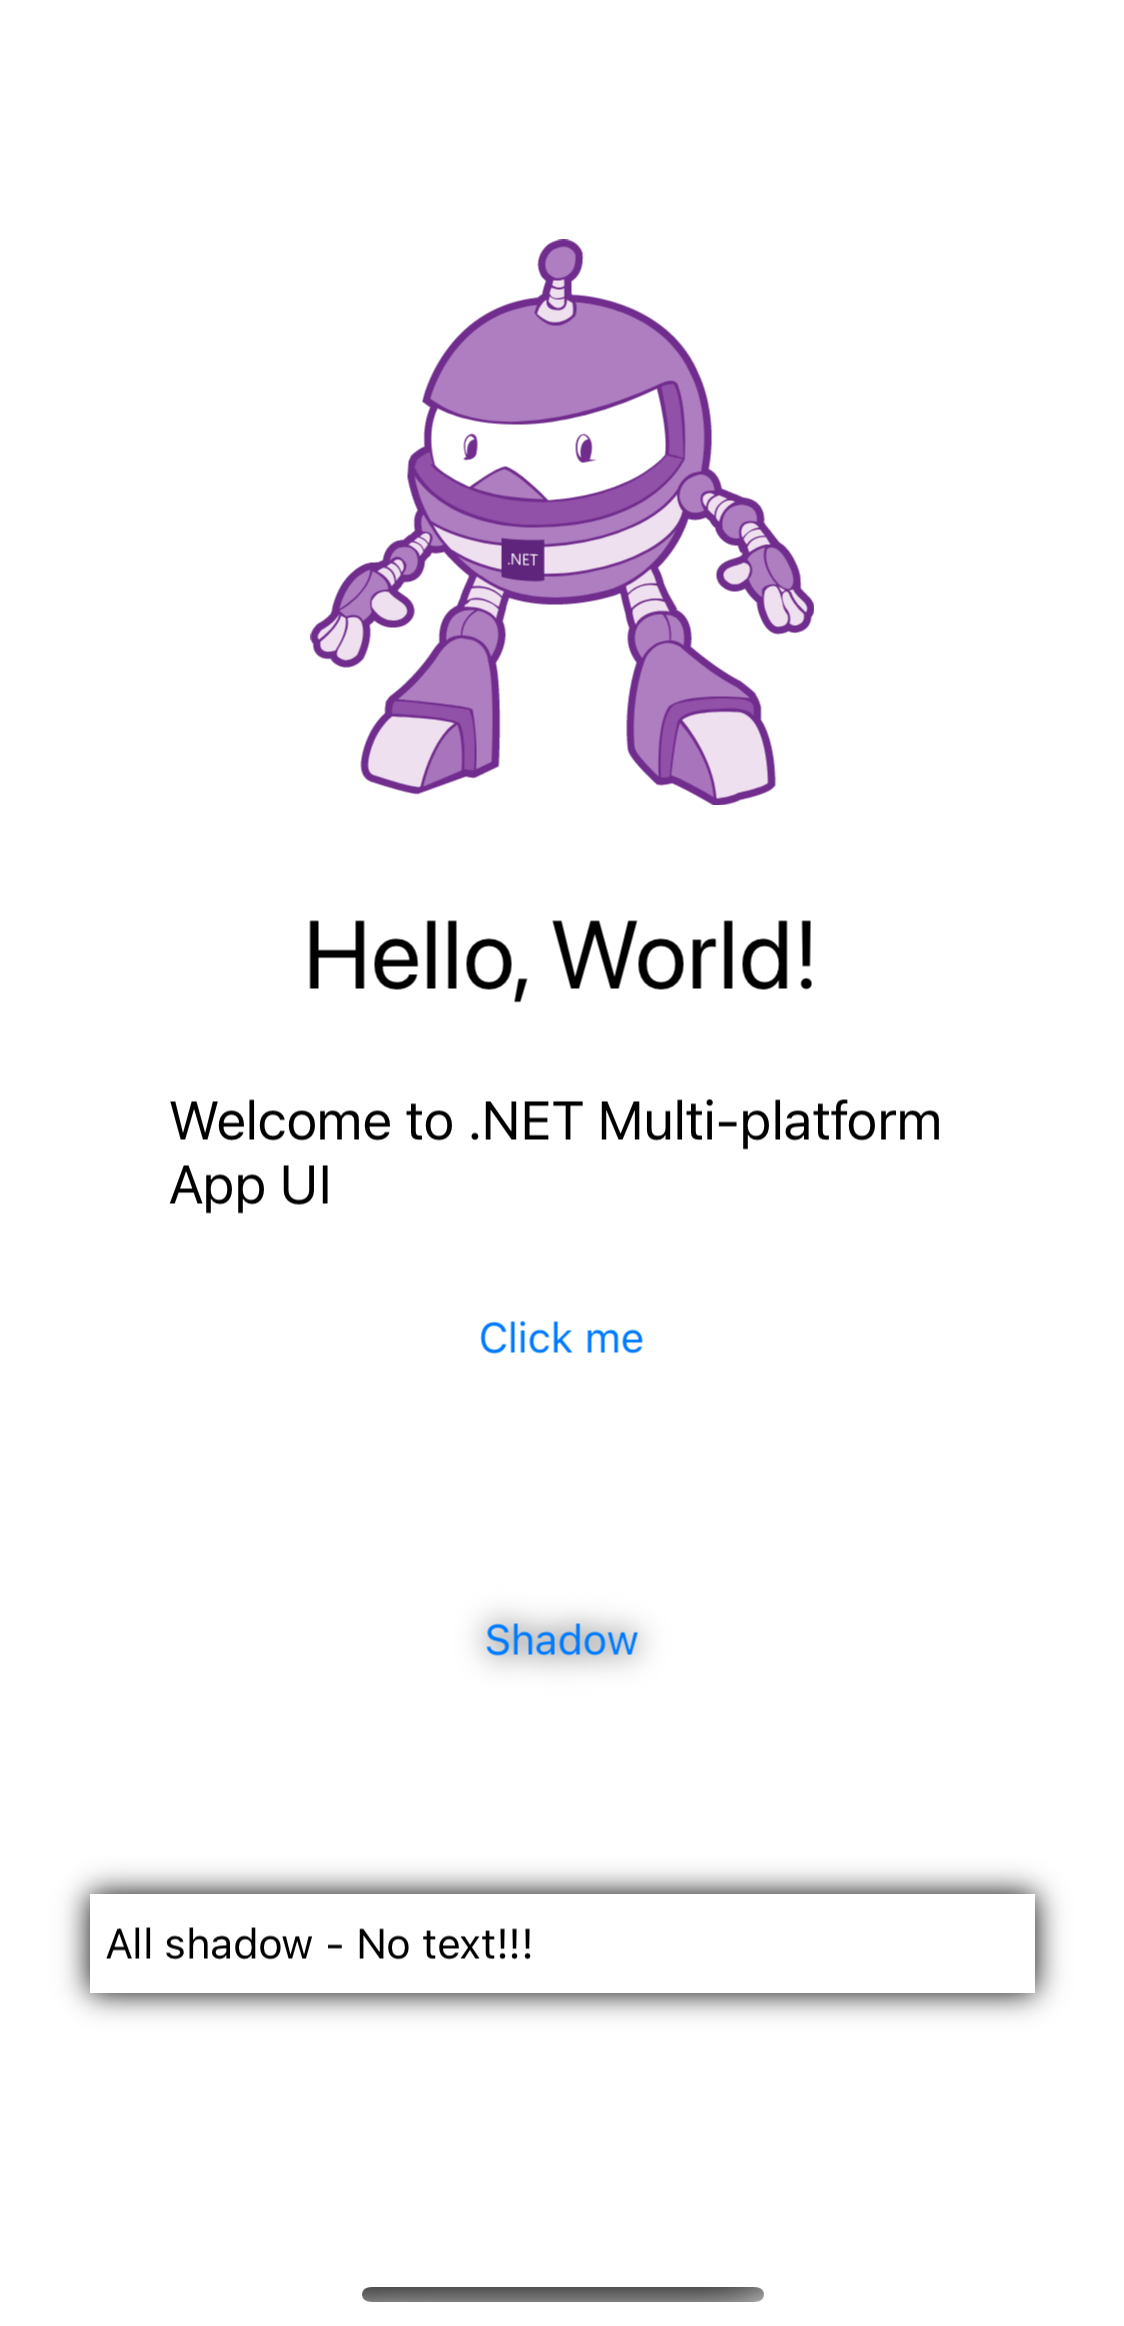 .NET
Hello, World!
Welcome to .NET Multi-platform
App UI
Click me
Shadow
All shadow - No text!!!